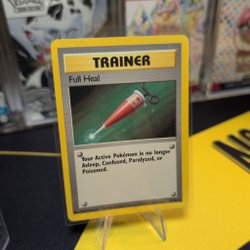 TRAINER
Full Heal
Your Active Pokémon is no longer
Asleep, Confused, Paralyzed, or
Poisoned.